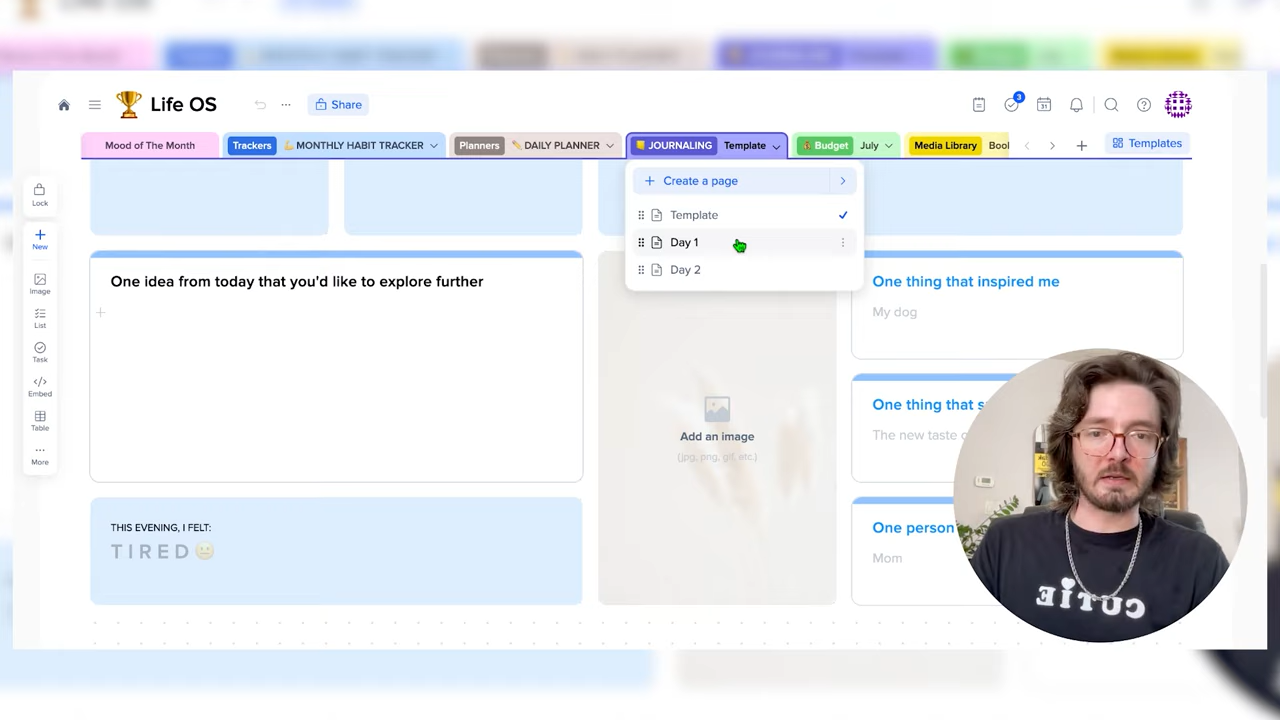 Life OS
Share
3
31
Mood of The Month
Trackers
MONTHLY HABIT TRACKER
Planners
DAILY PLANNER
JOURNALING
Template
Budget
July
Media Library
Templates
Create a page
Template
Day 1
Day 2
Lock
New
Image
List
Task
Embed
Table
More
One idea from today that you'd like to explore further
THIS EVENING, I FELT:
TIRED
Add an image
(jpg, png, gif, etc.)
One thing that inspired me
My dog
One thing that
The new taste
One person
Mom
CUTiE